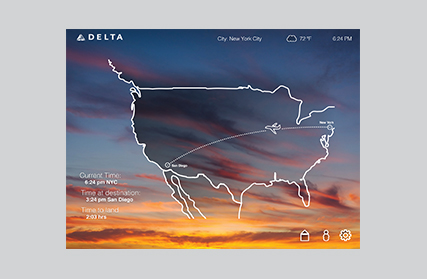 DELTA
City: New York City
72 °F
6:24 PM
New York
San Diego
Current Time:
6:24 pm NYC
Time at destination:
3:24 pm San Diego
Time to land:
2:03 hrs